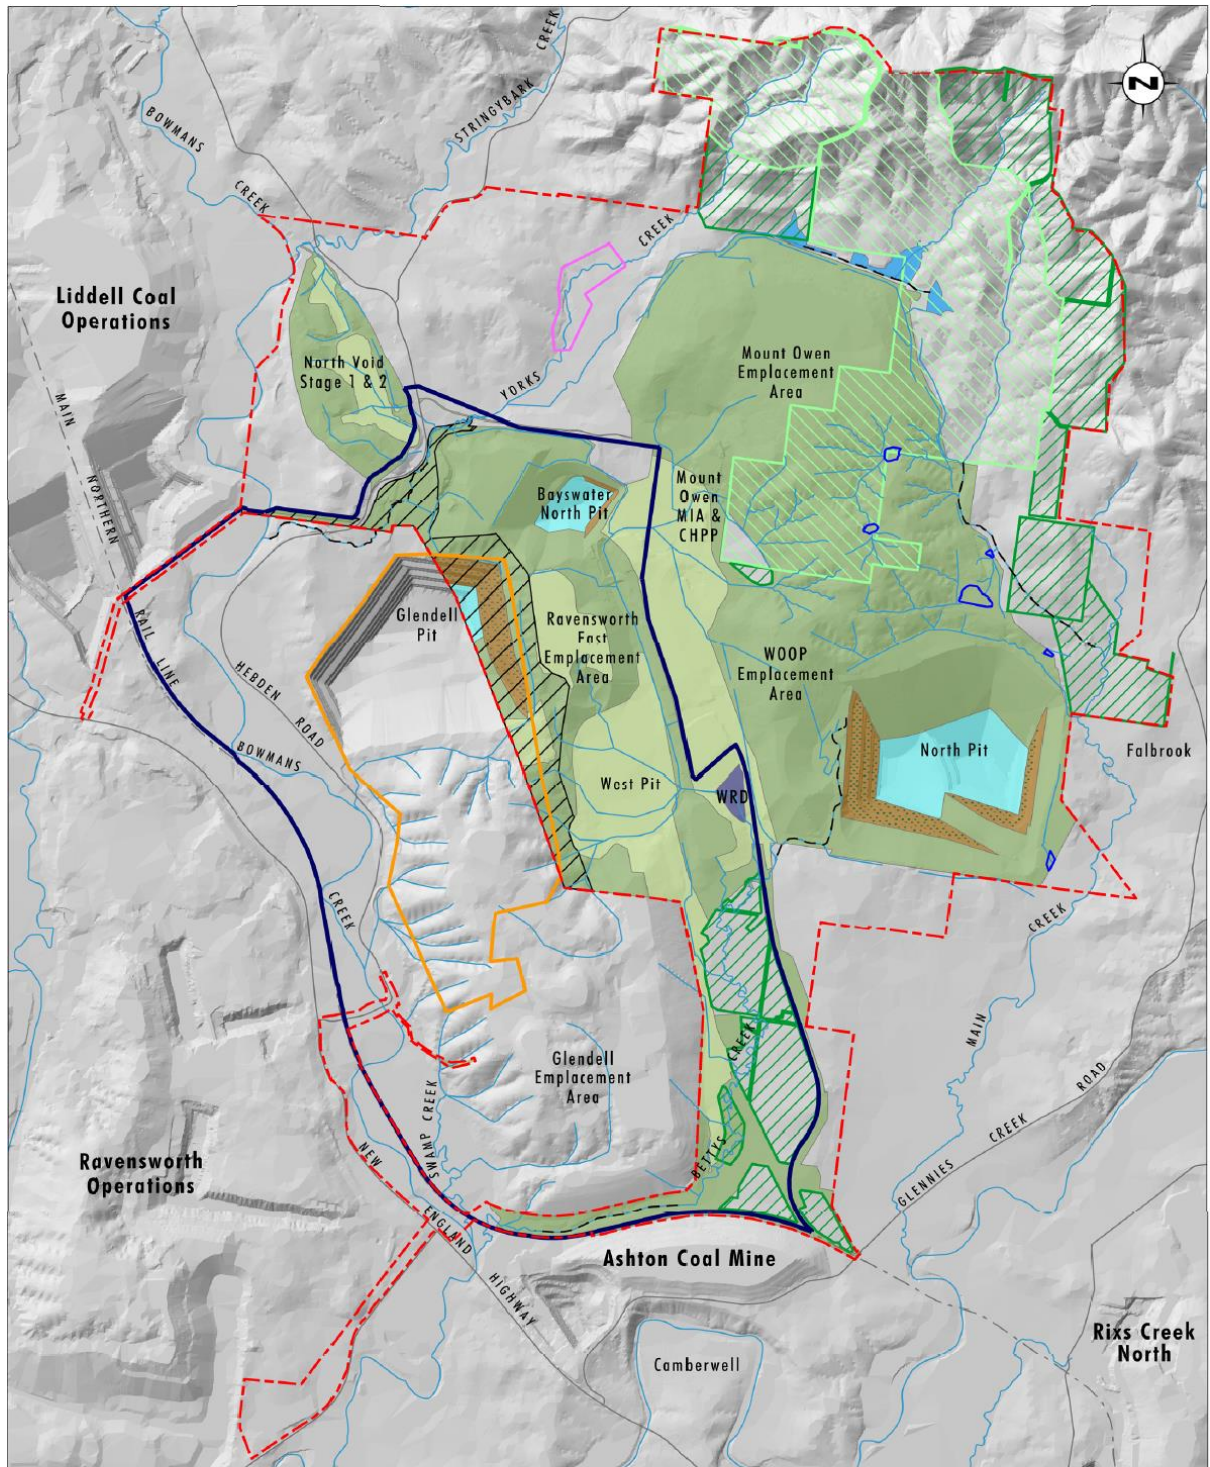 BOWMANS
CREEK
STRINGYBARK
CREEK
N
Liddell Coal
Operations
North Void
Stage 1 & 2
CREEK
YORKS
Mount Owen
Emplacement
Area
MAIN
NORTHERN
RAIL
LINE
Bayswater
North Pit
Mount
Owen
MIA &
CHPP
Glendell
Pit
Ravensworth
East
Emplacement
Area
WOOP
Emplacement
Area
HEBDEN
ROAD
BOWMANS
CREEK
North Pit
Falbrook
West Pit
WRD
CREEK
MAIN
Glendell
Emplacement
Area
CREEK
BETTYS
SWAMP CREEK
ROAD
CREEK
GLENNIES
Ravensworth
Operations
NEW
ENGLAND
HIGHWAY
Ashton Coal Mine
Camberwell
Rixs Creek
North